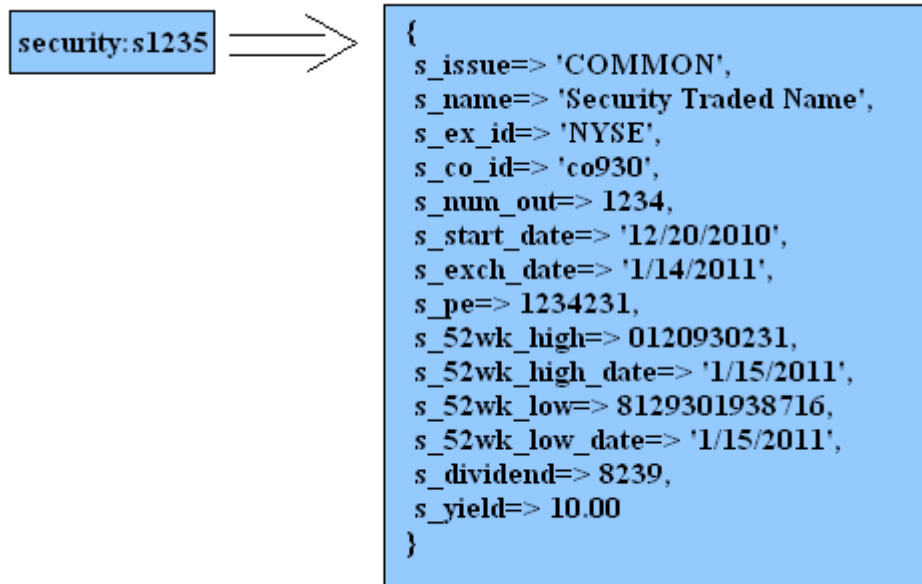 security:s1235
{
s_issue=> 'COMMON',
s_name=> 'Security Traded Name',
s_ex_id=> 'NYSE',
s_co_id=> 'co930',
s_num_out=> 1234,
s_start_date=> '12/20/2010',
s_exch_date=> '1/14/2011',
s_pe=> 1234231,
s_52wk_high=> 0120930231,
s_52wk_high_date=> '1/15/2011',
s_52wk_low=> 8129301938716,
s_52wk_low_date=> '1/15/2011',
s_dividend=> 8239,
s_yield=> 10.00
}